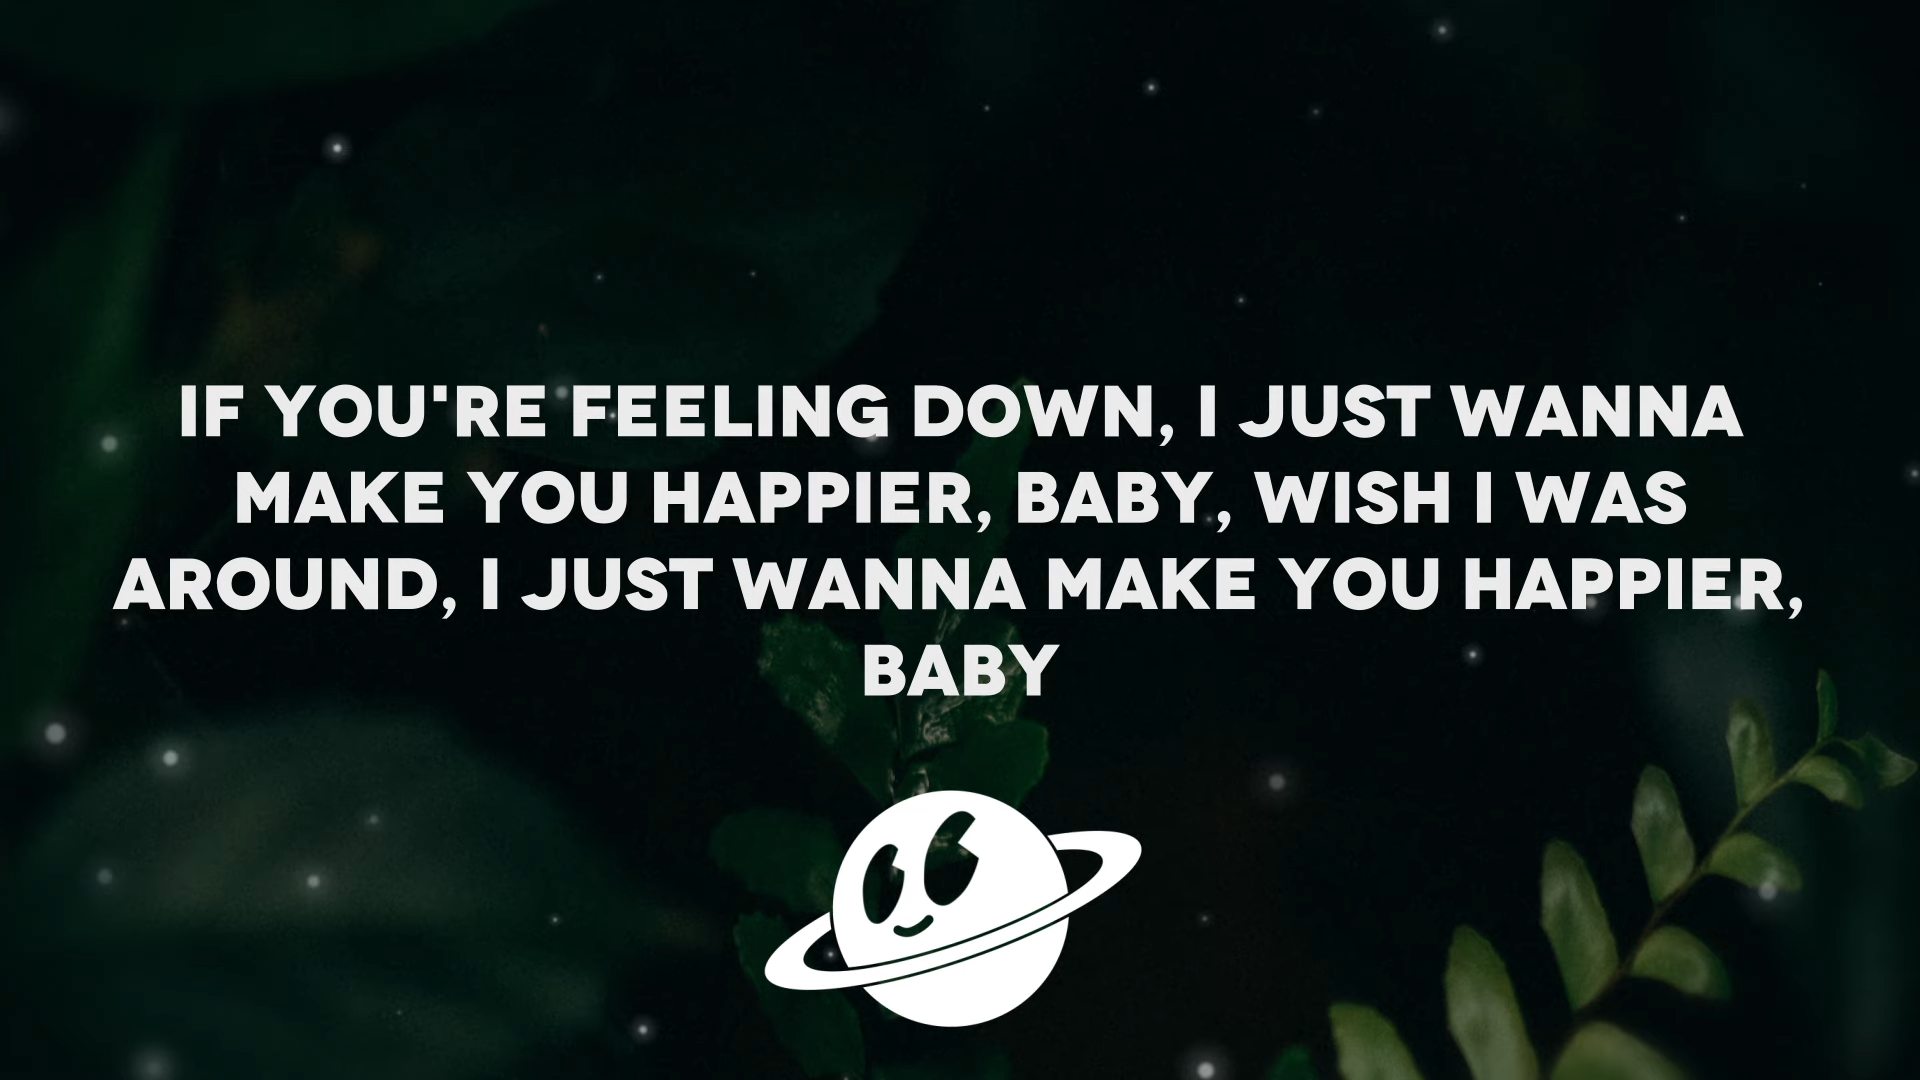 IF YOU'RE FEELING DOWN, I JUST WANNA
MAKE YOU HAPPIER, BABY, WISH I WAS
AROUND, I JUST WANNA MAKE YOU HAPPIER,
BABY